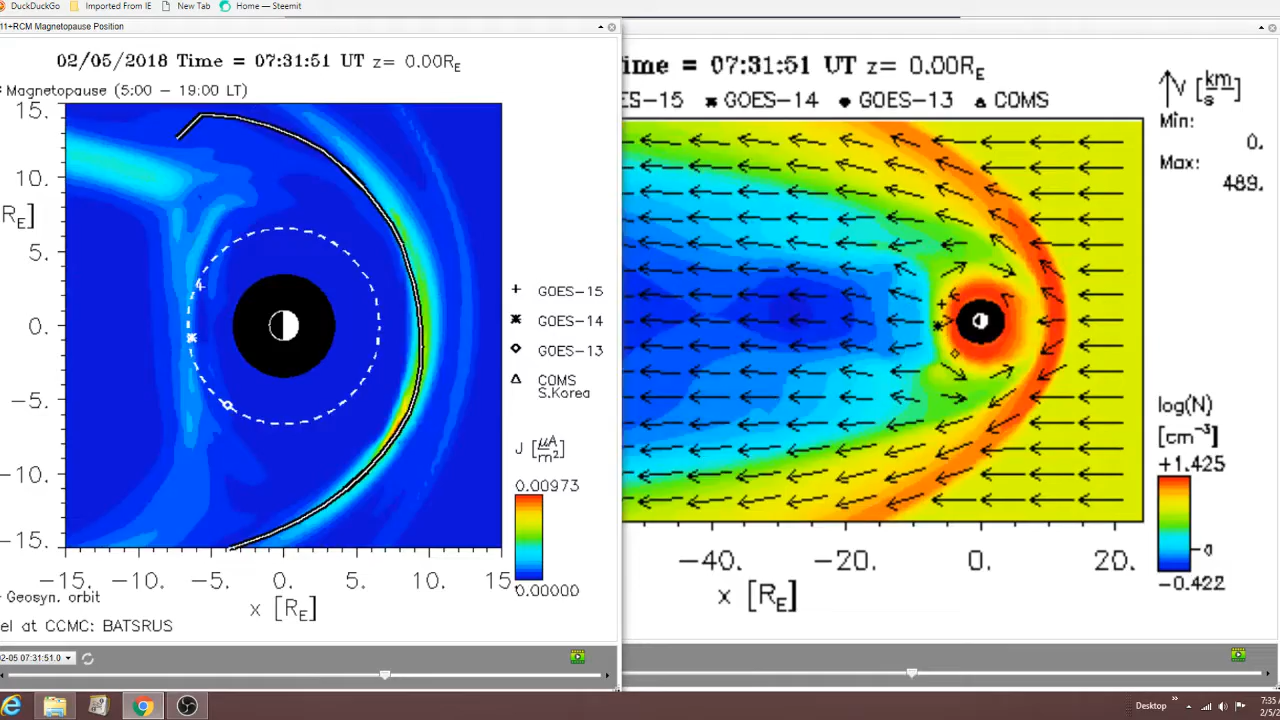 DuckDuckGo Imported From IE New Tab Home — Steemit
11+RCM Magnetopause Position
02/05/2018 Time = 07:31:51 UT z= 0.00RE
Magnetopause (5:00 – 19:00 LT)
15.
10.
5.
0.
−5.
−10.
−15.
RE]
−15. −10. −5. 0. 5. 10. 15.
x [RE]
Geosyn. orbit
el at CCMC: BATSRUS
GOES−15
GOES−14
GOES−13
COMS
S.Korea
J [μA/m2]
0.00973
0.00000
02-05 07:31:51.0
ime = 07:31:51 UT z= 0.00RE
ES−15 GOES−14 GOES−13 COMS
V [km/s]
Min:
0.
Max:
489.
log(N)
[cm−3]
+1.425
0
−0.422
−40. −20. 0. 20.
x [RE]
Desktop
7:35
2/5/2